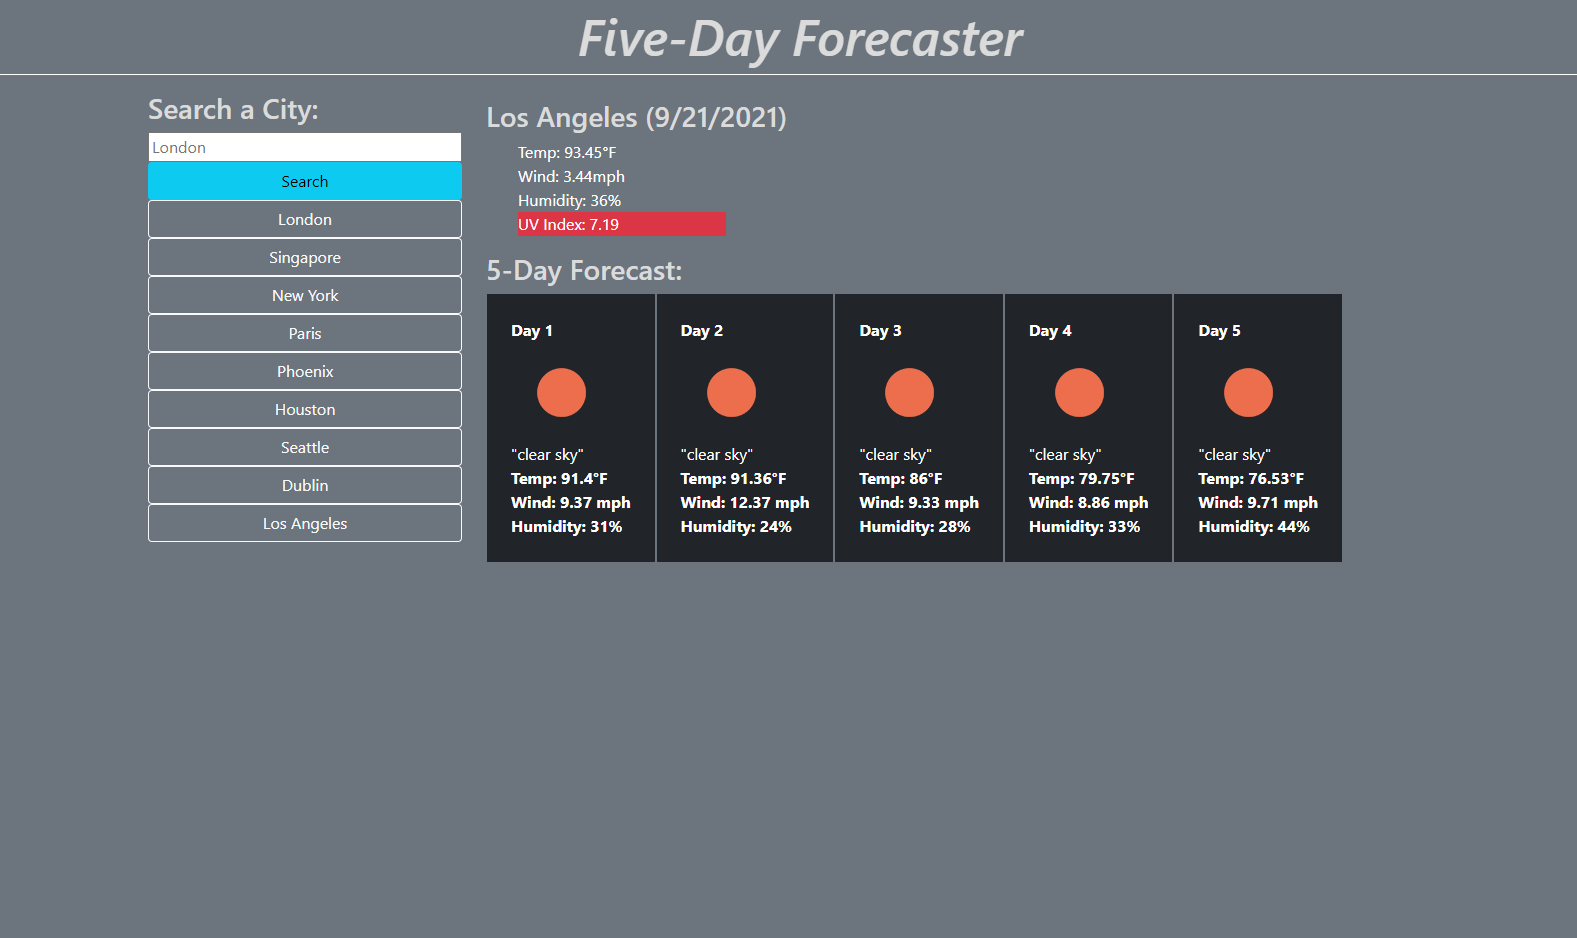 Five-Day Forecaster
Search a City:
London
Search
London
Singapore
New York
Paris
Phoenix
Houston
Seattle
Dublin
Los Angeles
Los Angeles (9/21/2021)
Temp: 93.45°F
Wind: 3.44mph
Humidity: 36%
UV Index: 7.19
5-Day Forecast:
Day 1
"clear sky"
Temp: 91.4°F
Wind: 9.37 mph
Humidity: 31%
Day 2
"clear sky"
Temp: 91.36°F
Wind: 12.37 mph
Humidity: 24%
Day 3
"clear sky"
Temp: 86°F
Wind: 9.33 mph
Humidity: 28%
Day 4
"clear sky"
Temp: 79.75°F
Wind: 8.86 mph
Humidity: 33%
Day 5
"clear sky"
Temp: 76.53°F
Wind: 9.71 mph
Humidity: 44%